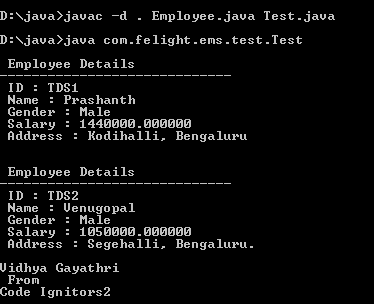 D:\java>javac -d . Employee.java Test.java
D:\java>java com.felight.ems.test.Test
Employee Details
-----------------------------
ID : TDS1
Name : Prashanth
Gender : Male
Salary : 1440000.000000
Address : Kodihalli, Bengaluru
Employee Details
-----------------------------
ID : TDS2
Name : Venugopal
Gender : Male
Salary : 1050000.000000
Address : Segehalli, Bengaluru.
Vidhya Gayathri
From
Code Ignitors2